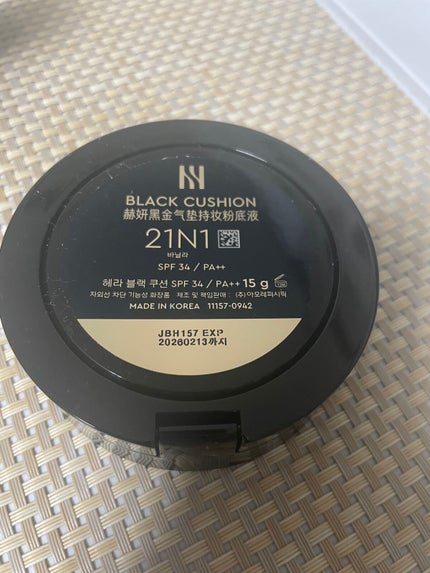 BLACK CUSHION
赫妍黑金气垫持妆粉底液
21N1
바닐라
SPF 34 / PA++
헤라 블랙 쿠션 SPF 34 / PA++ 15 g
자외선 차단 기능성 화장품 제조 및 책임판매 : (주)아모레퍼시픽
MADE IN KOREA 11157-0942
JBH157 EXP
20260213까지